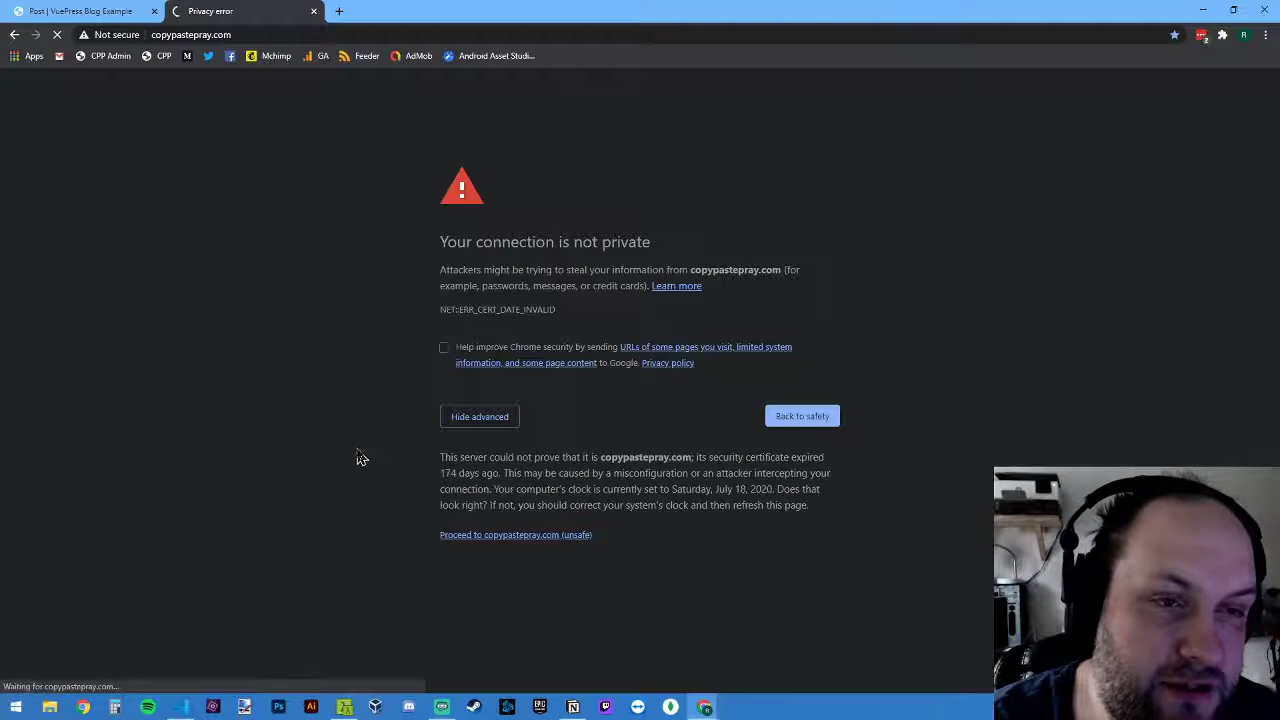 Post | VuePress Blog Example
Privacy error
Not secure
copypastepray.com
Apps
CPP Admin
CPP
Mchimp
GA
Feeder
AdMob
Android Asset Studi...
Your connection is not private
Attackers might be trying to steal your information from copypastepray.com (for
example, passwords, messages, or credit cards). Learn more
NET::ERR_CERT_DATE_INVALID
Help improve Chrome security by sending URLs of some pages you visit, limited system
information, and some page content to Google. Privacy policy
Hide advanced
Back to safety
This server could not prove that it is copypastepray.com; its security certificate expired
174 days ago. This may be caused by a misconfiguration or an attacker intercepting your
connection. Your computer's clock is currently set to Saturday, July 18, 2020. Does that
look right? If not, you should correct your system's clock and then refresh this page.
Proceed to copypastepray.com (unsafe)
Waiting for copypastepray.com...